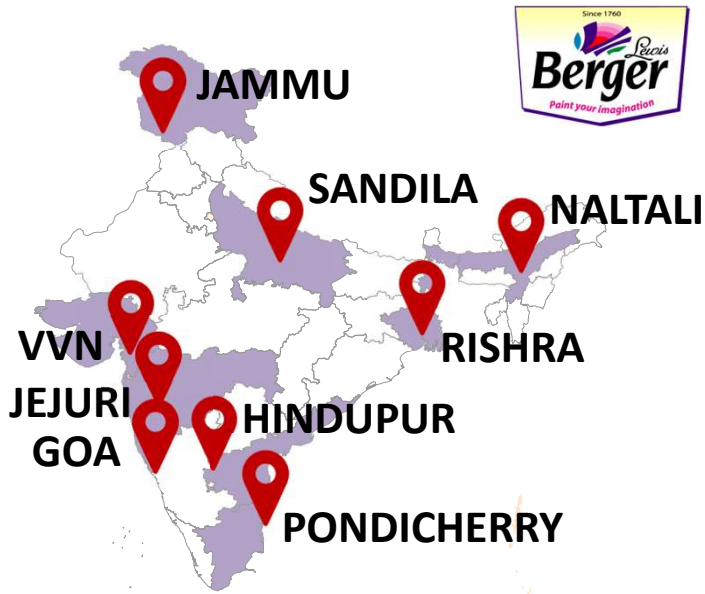 Since 1760
Lewis
Berger
Paint your imagination
JAMMU
SANDILA
NALTALI
VVN
RISHRA
JEJURI
HINDUPUR
GOA
PONDICHERRY